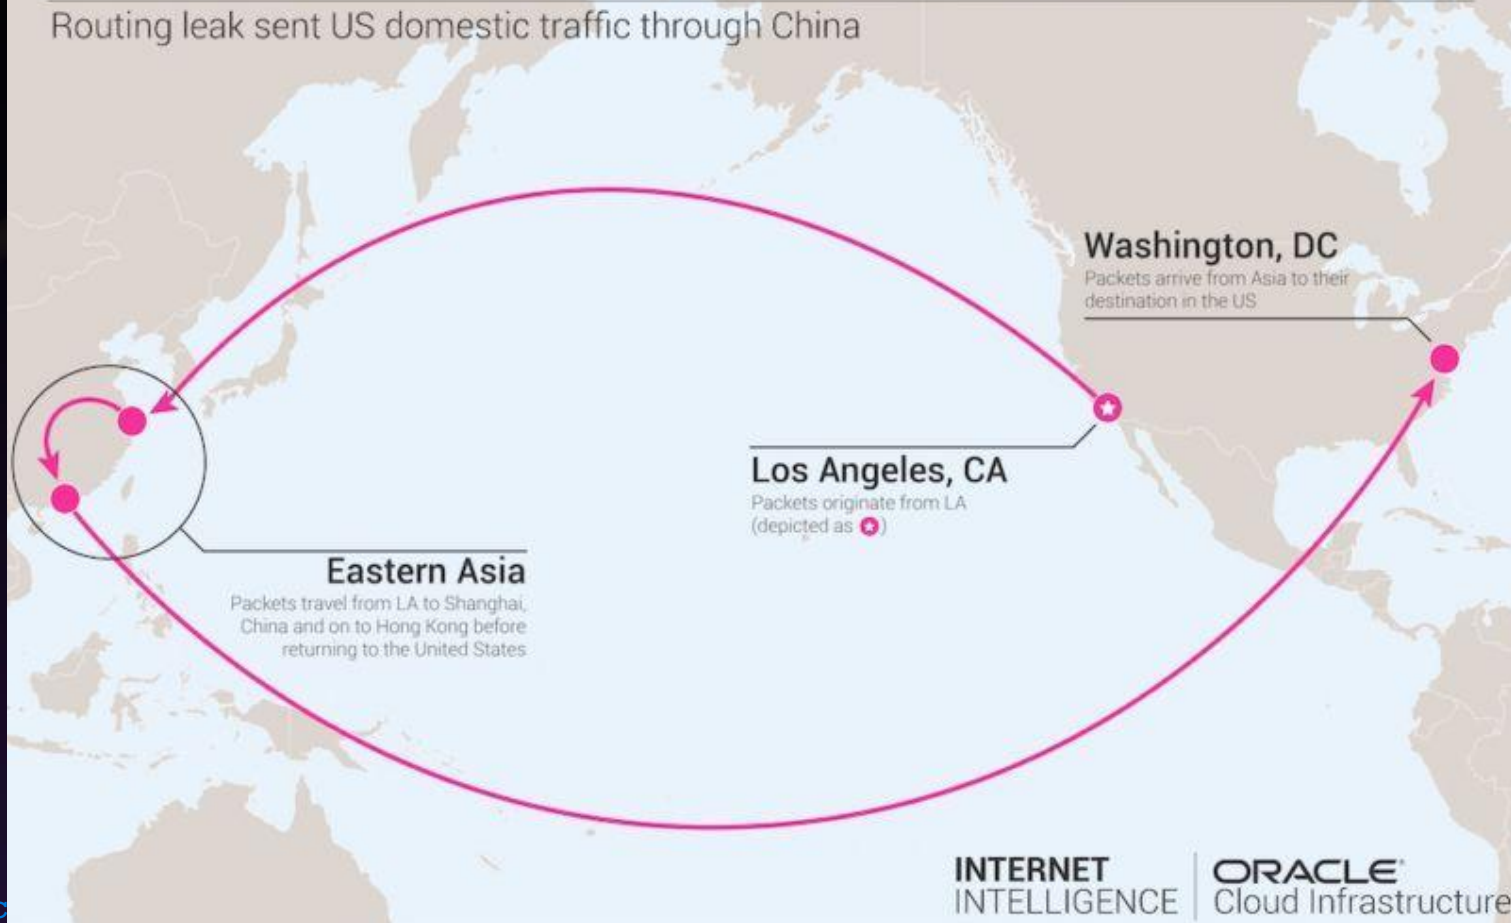 Routing leak sent US domestic traffic through China
Washington, DC
Packets arrive from Asia to their
destination in the US
Los Angeles, CA
Packets originate from LA
(depicted as )
Eastern Asia
Packets travel from LA to Shanghai,
China and on to Hong Kong before
returning to the United States
INTERNET
INTELLIGENCE
ORACLE
Cloud Infrastructure